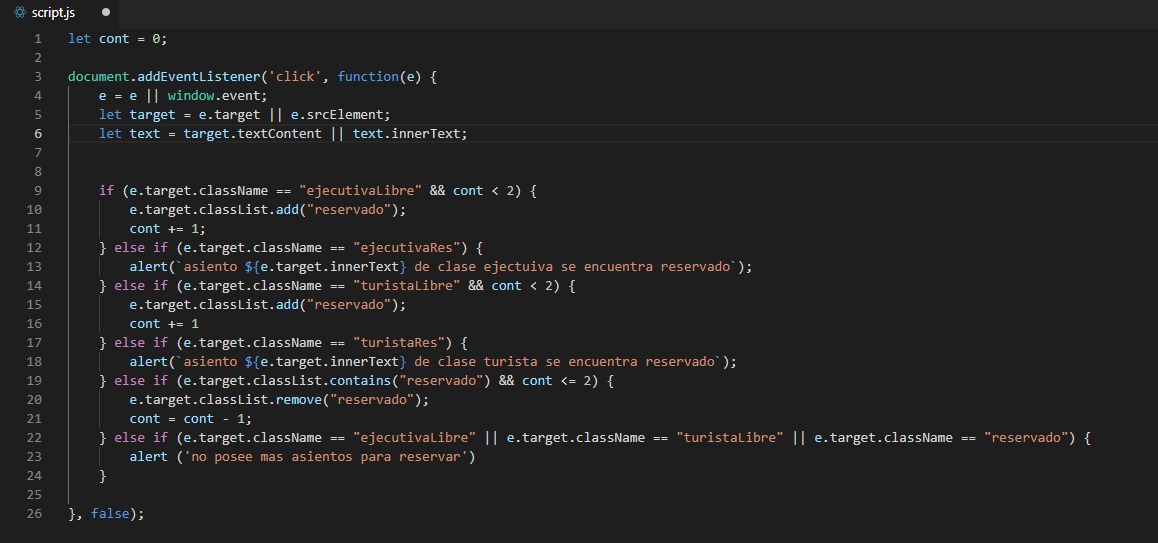 script.js
1 let cont = 0;
2
3 document.addEventListener('click', function(e) {
4     e = e || window.event;
5     let target = e.target || e.srcElement;
6     let text = target.textContent || text.innerText;
7
8
9     if (e.target.className == "ejecutivaLibre" && cont < 2) {
10         e.target.classList.add("reservado");
11         cont += 1;
12     } else if (e.target.className == "ejecutivaRes") {
13         alert(`asiento ${e.target.innerText} de clase ejectuiva se encuentra reservado`);
14     } else if (e.target.className == "turistaLibre" && cont < 2) {
15         e.target.classList.add("reservado");
16         cont += 1
17     } else if (e.target.className == "turistaRes") {
18         alert(`asiento ${e.target.innerText} de clase turista se encuentra reservado`);
19     } else if (e.target.classList.contains("reservado") && cont <= 2) {
20         e.target.classList.remove("reservado");
21         cont = cont - 1;
22     } else if (e.target.className == "ejecutivaLibre" || e.target.className == "turistaLibre" || e.target.className == "reservado") {
23         alert ('no posee mas asientos para reservar')
24     }
25
26 }, false);